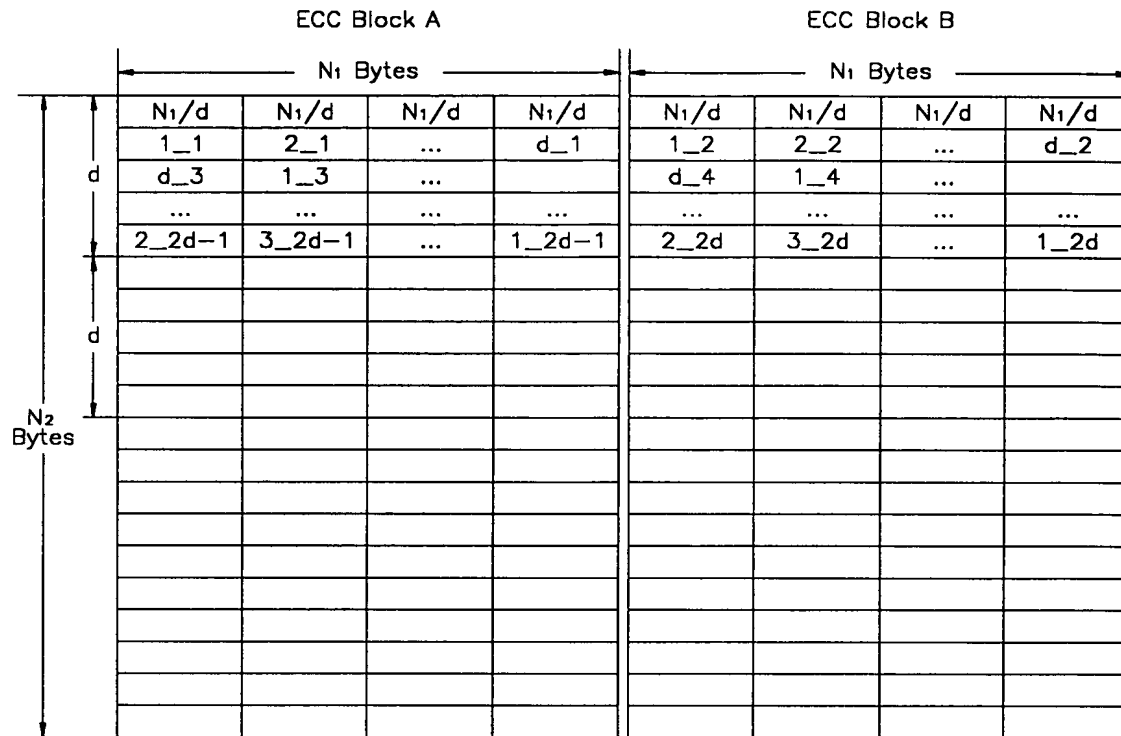 ECC Block A ECC Block B
N₁ Bytes N₁ Bytes
N₁/d N₁/d N₁/d N₁/d N₁/d N₁/d N₁/d N₁/d
1_1 2_1 ... d_1 1_2 2_2 ... d_2
d
d_3 1_3 ... d_4 1_4 ...
... ... ... ... ... ... ... ...
2_2d-1 3_2d-1 ... 1_2d-1 2_2d 3_2d ... 1_2d
d
N₂
Bytes